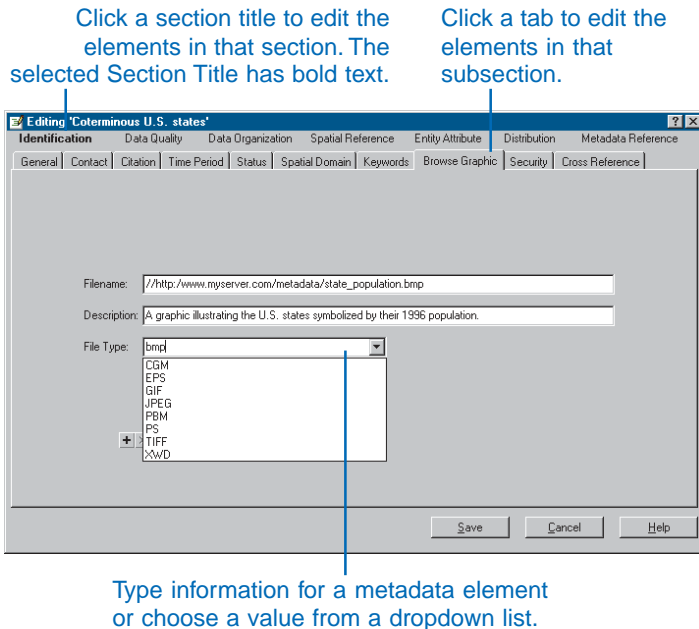 Click a section title to edit the
elements in that section. The
selected Section Title has bold text.
Click a tab to edit the
elements in that
subsection.
Editing 'Coterminous U.S. states'
Identification Data Quality Data Organization Spatial Reference Entity Attribute Distribution Metadata Reference
General Contact Citation Time Period Status Spatial Domain Keywords Browse Graphic Security Cross Reference
Filename: //http:/www.myserver.com/metadata/state_population.bmp
Description: A graphic illustrating the U.S. states symbolized by their 1996 population.
File Type: bmp
CGM
EPS
GIF
JPEG
PBM
PS
TIFF
XWD
Save Cancel Help
Type information for a metadata element
or choose a value from a dropdown list.